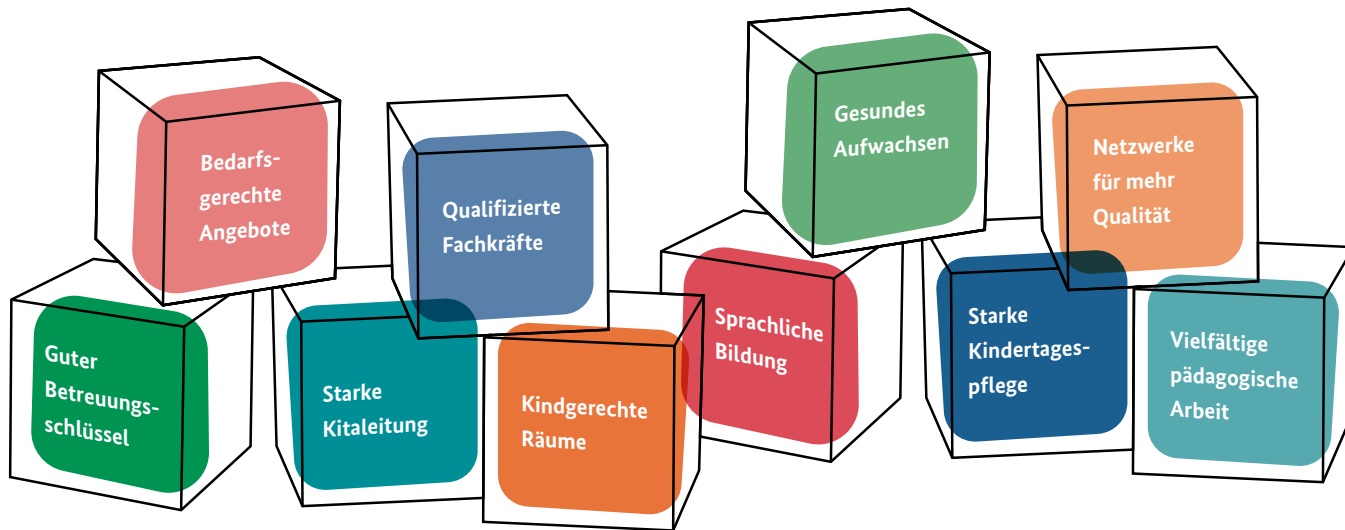 Bedarfs-
gerechte
Angebote
Qualifizierte
Fachkräfte
Gesundes
Aufwachsen
Netzwerke
für mehr
Qualität
Guter
Betreuungs-
schlüssel
Starke
Kitaleitung
Kindgerechte
Räume
Sprachliche
Bildung
Starke
Kindertages-
pflege
Vielfältige
pädagogische
Arbeit